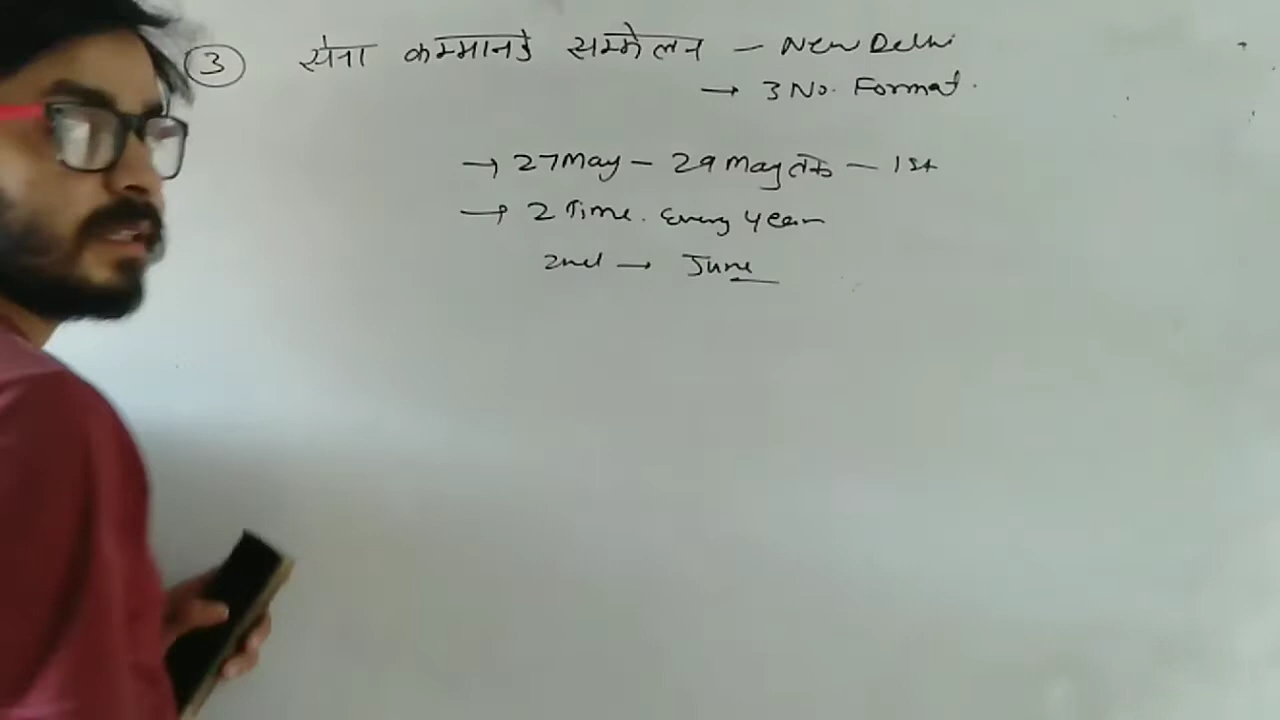 3 सेना कम्मानडे सम्मेलन – New Delhi
→ 3 No. Format.
→ 27 May – 29 May तक – 1st
→ 2 Time. Every year
2nd → June